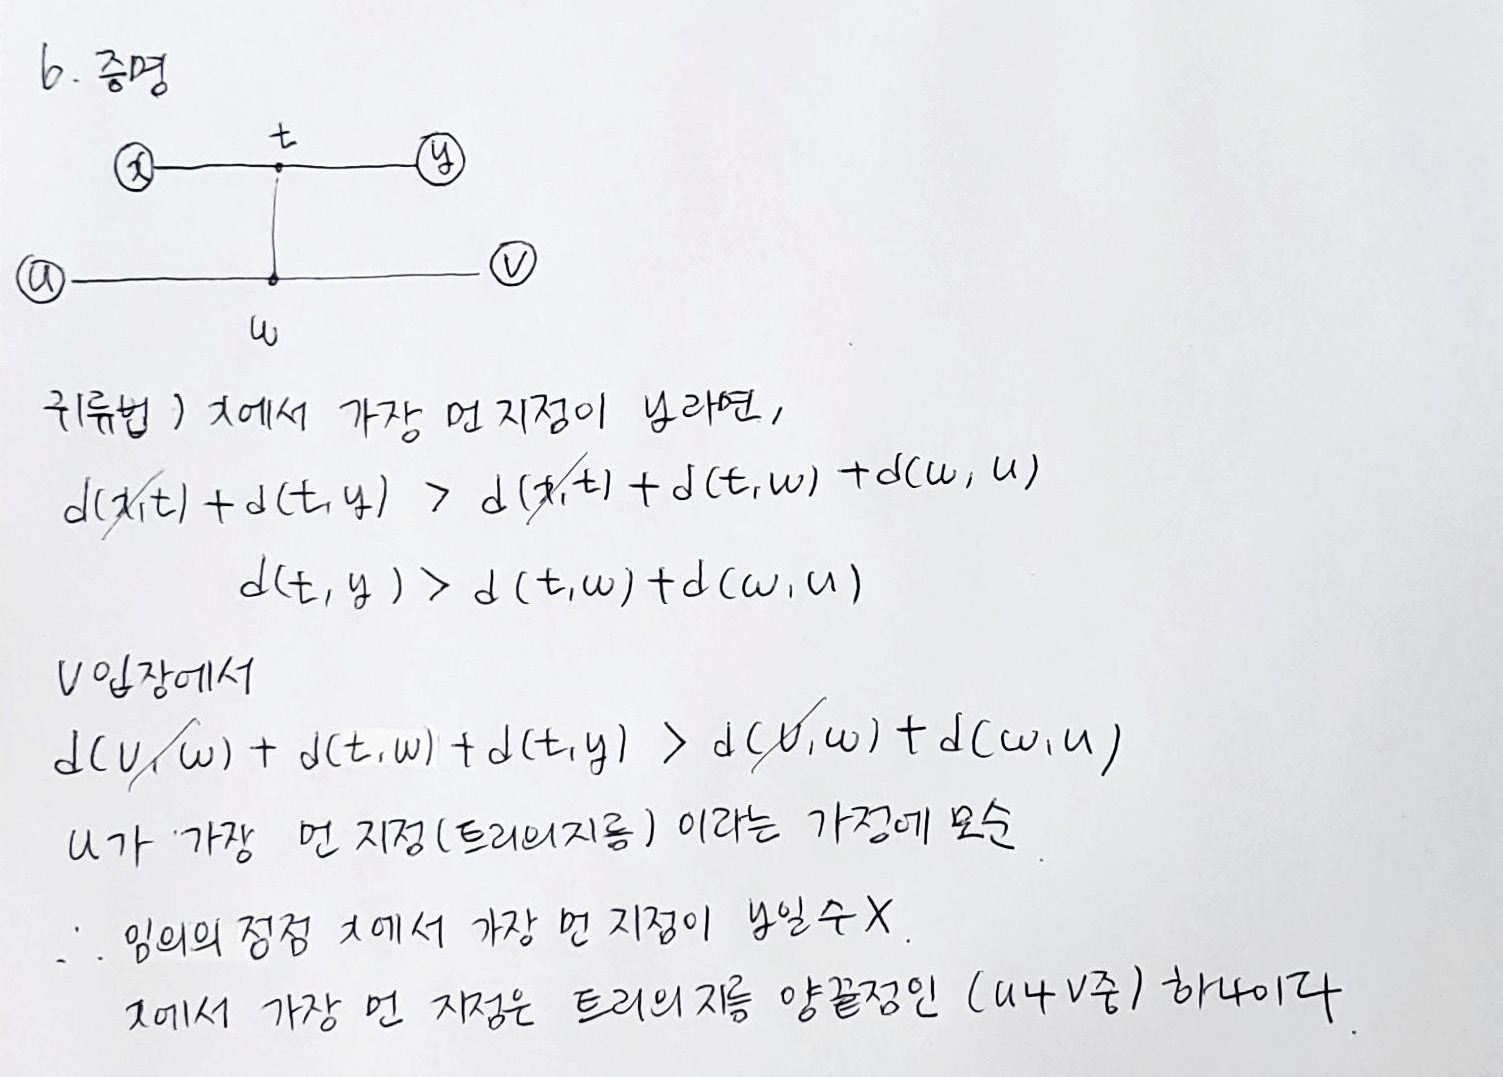 6. 증명
t
x y
u v
w
귀류법) x에서 가장 먼 지점이 y라면,
d(x,t) + d(t,y) > d(x,t) + d(t,w) + d(w,u)
d(t,y) > d(t,w) + d(w,u)
v입장에서
d(v,w) + d(t,w) + d(t,y) > d(v,w) + d(w,u)
u가 가장 먼 지점(트리의지름)이라는 가정에 모순.
∴ 임의의 정점 x에서 가장 먼 지점이 y일 수 X.
x에서 가장 먼 지점은 트리의 지름 양끝점인 (u나 v중) 하나이다.